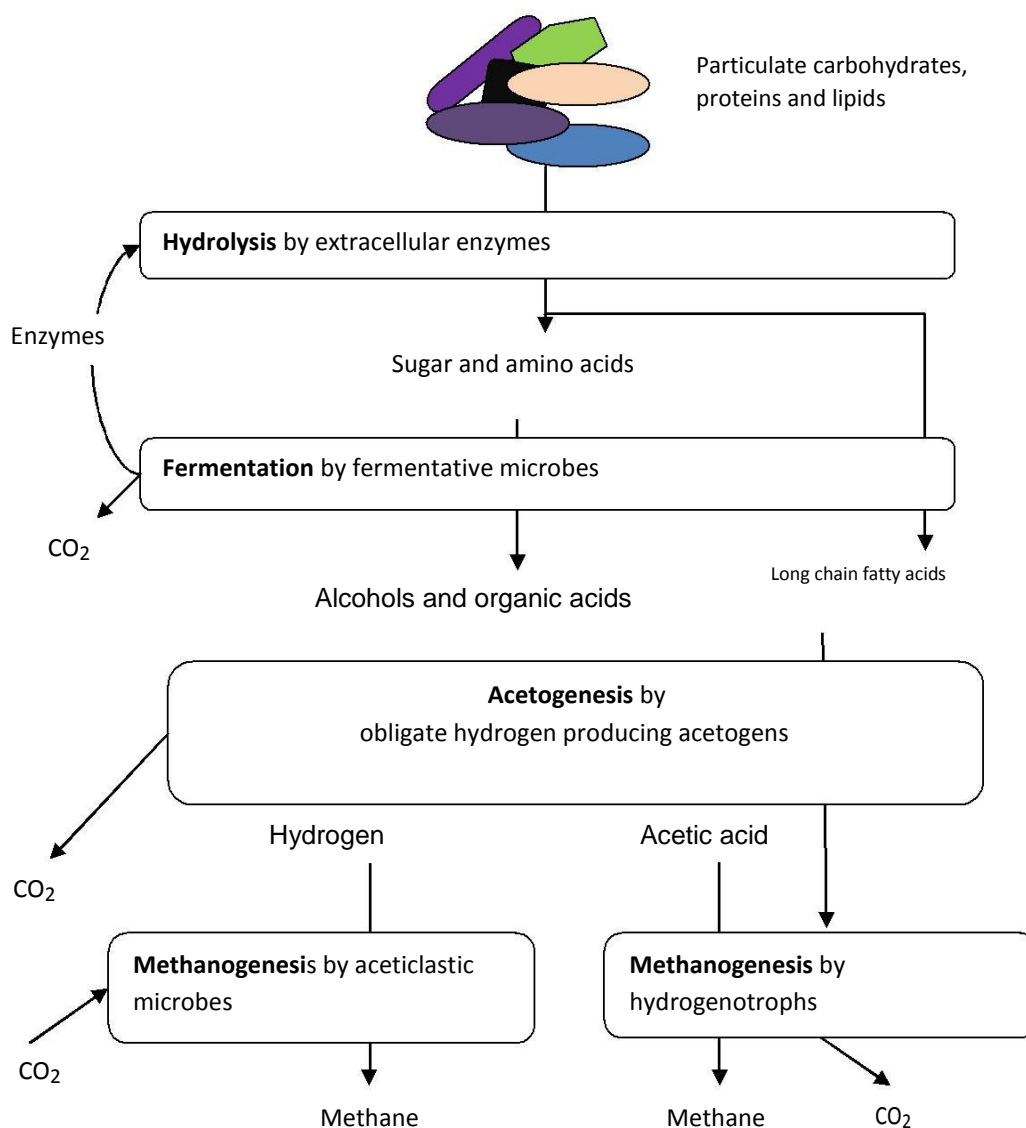 Particulate carbohydrates,
proteins and lipids
Hydrolysis by extracellular enzymes
Enzymes
Sugar and amino acids
Fermentation by fermentative microbes
CO2
Long chain fatty acids
Alcohols and organic acids
Acetogenesis by
obligate hydrogen producing acetogens
Hydrogen
Acetic acid
CO2
Methanogenesis by aceticlastic
microbes
Methanogenesis by
hydrogenotrophs
CO2
Methane
Methane
CO2